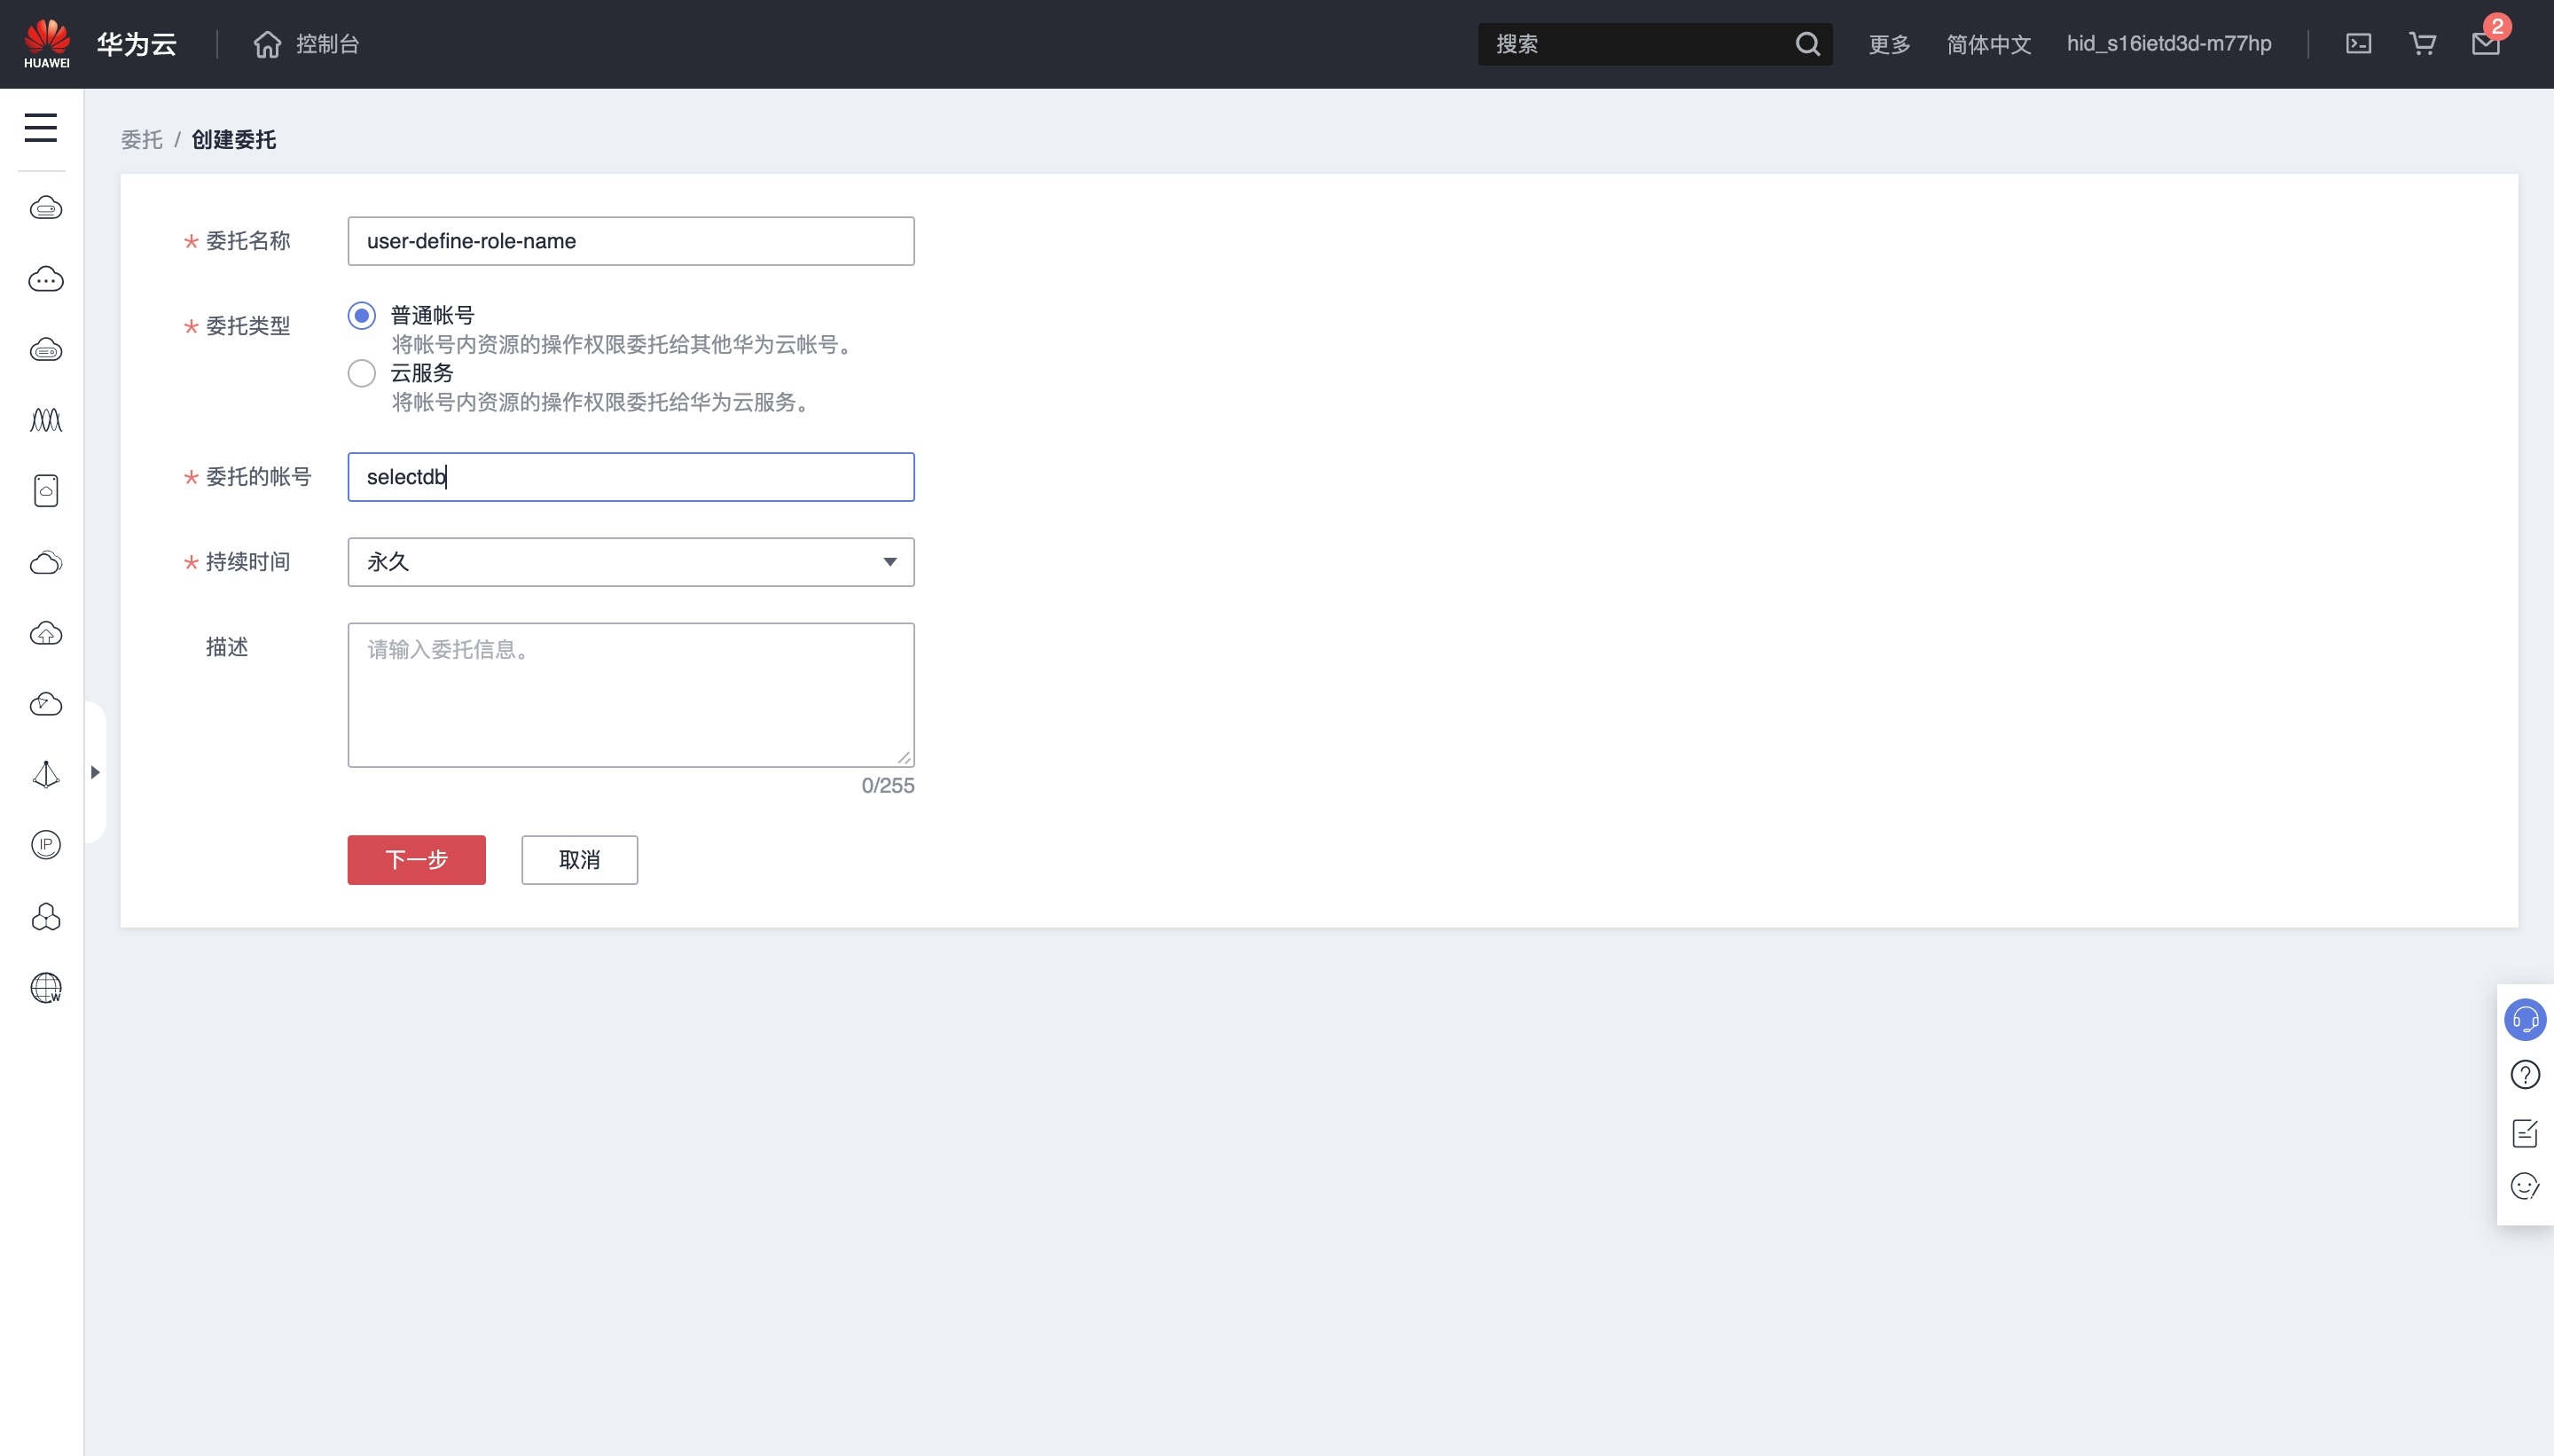 HUAWEI
华为云
控制台
搜索
更多
简体中文
hid_s16ietd3d-m77hp
2
委托 / 创建委托
* 委托名称
user-define-role-name
* 委托类型
普通帐号
将帐号内资源的操作权限委托给其他华为云帐号。
云服务
将帐号内资源的操作权限委托给华为云服务。
* 委托的帐号
selectdb
* 持续时间
永久
描述
请输入委托信息。
0/255
下一步
取消
IP
W